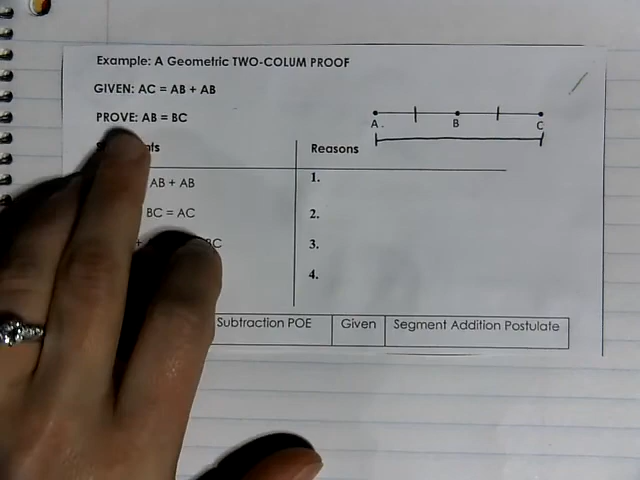 Example: A Geometric TWO-COLUM PROOF
GIVEN: AC = AB + AB
PROVE: AB = BC
A B C
Reasons
AB + AB 1.
BC = AC 2.
BC 3.
4.
Subtraction POE Given Segment Addition Postulate